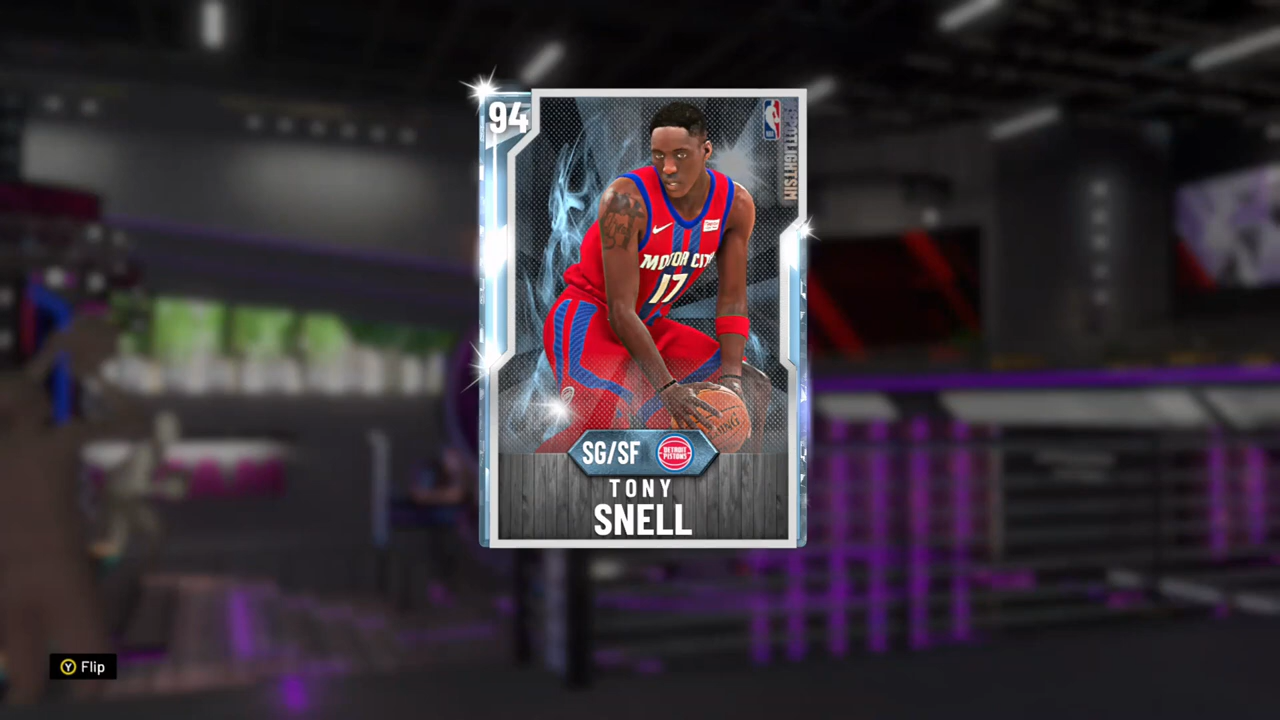 94
SPOTLIGHT SIM
MOTOR CITY
17
SG/SF
DETROIT
PISTONS
TONY
SNELL
Y Flip